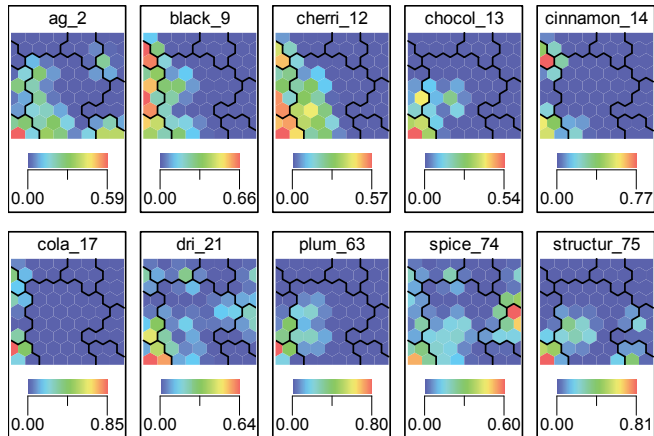 ag_2 black_9 cherri_12 chocol_13 cinnamon_14
0.00 0.59 0.00 0.66 0.00 0.57 0.00 0.54 0.00 0.77
cola_17 dri_21 plum_63 spice_74 structur_75
0.00 0.85 0.00 0.64 0.00 0.80 0.00 0.60 0.00 0.81